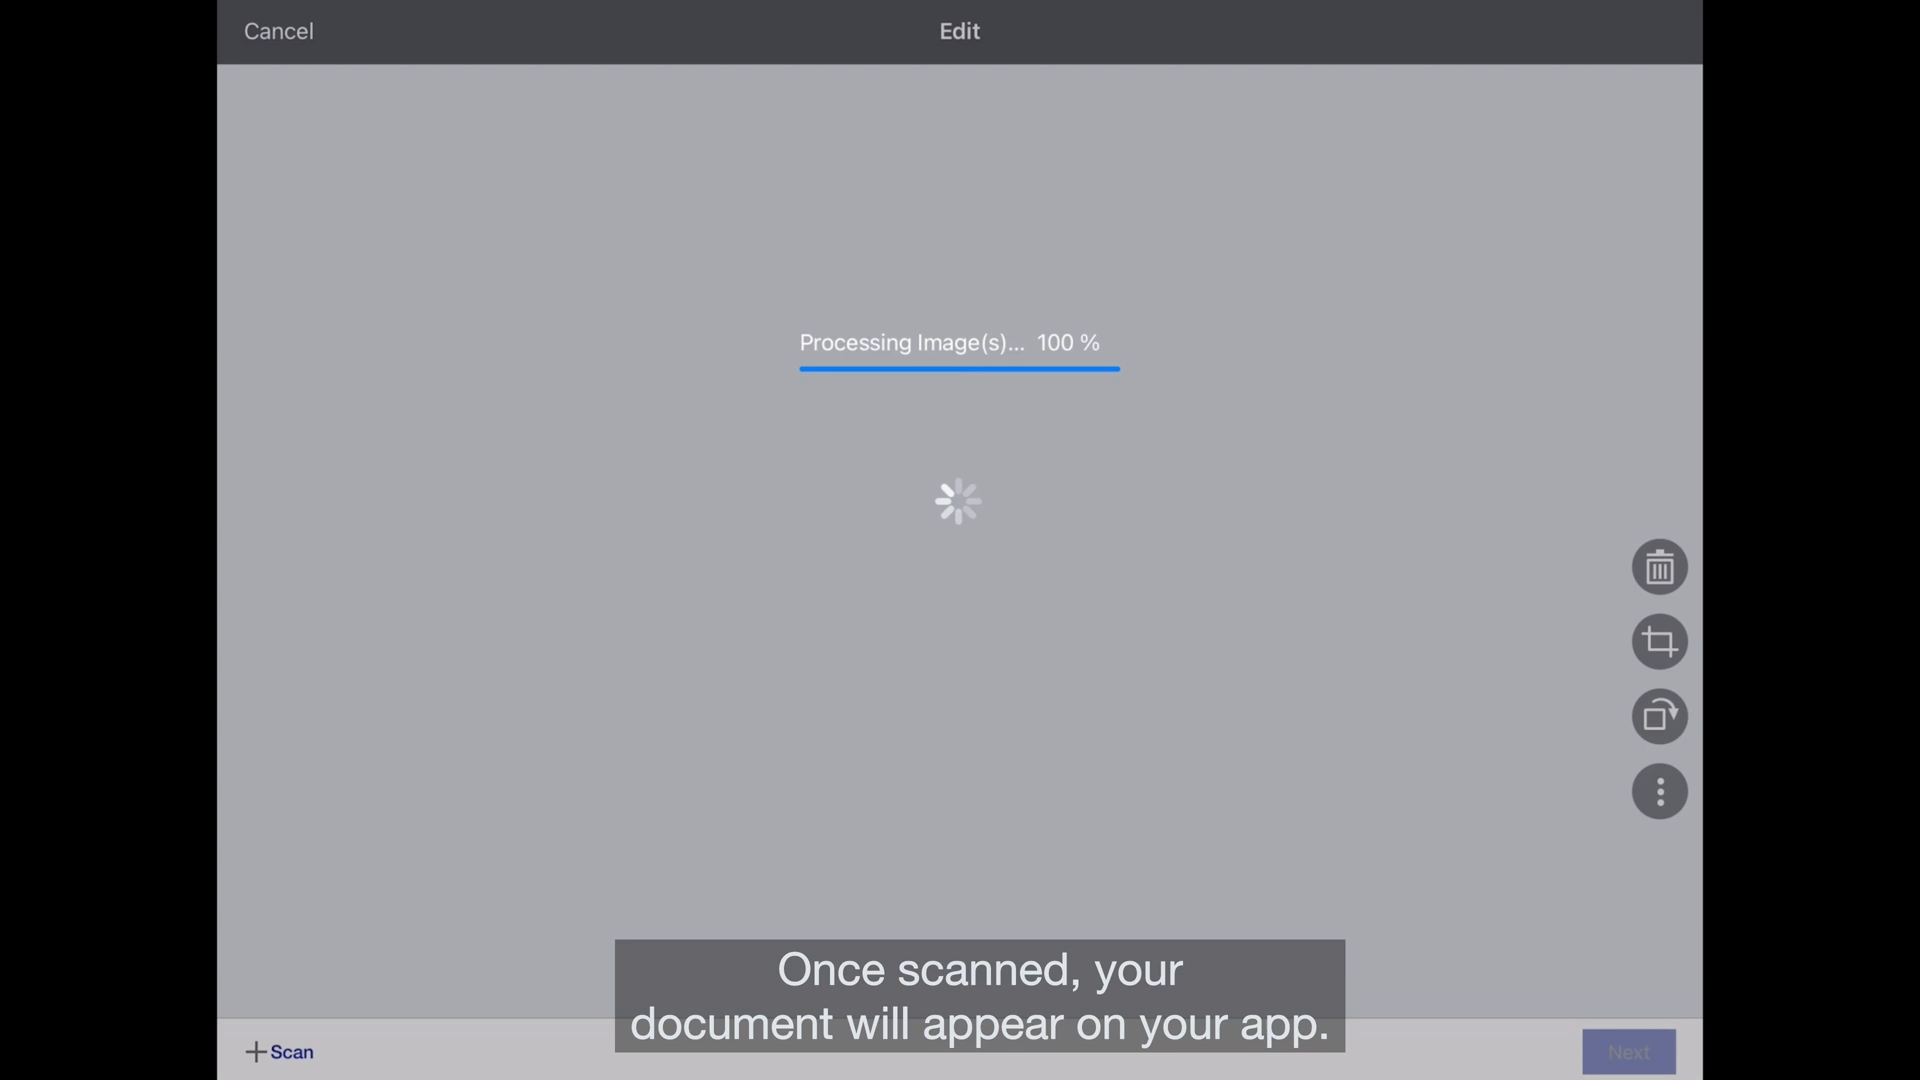 Cancel
Edit
Processing Image(s)... 100 %
Once scanned, your
document will appear on your app.
Scan
Next